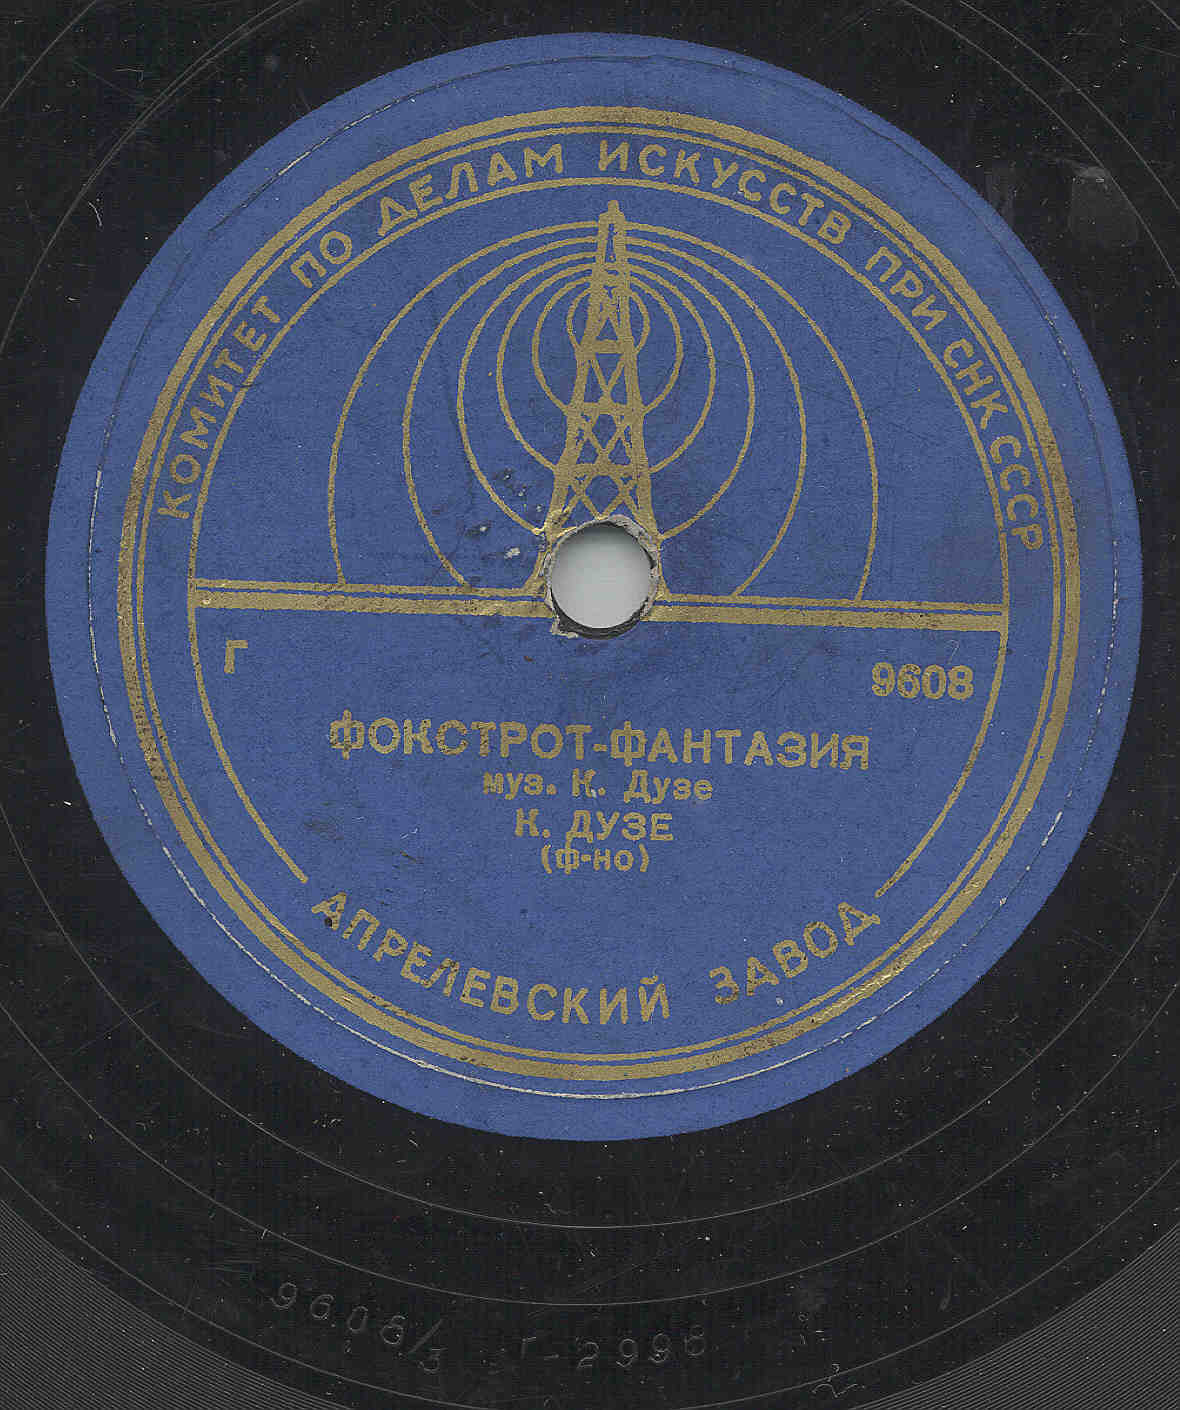 КОМИТЕТ ПО ДЕЛАМ ИСКУССТВ ПРИ СНК СССР
Г
9608
ФОКСТРОТ-ФАНТАЗИЯ
муз. К. Дузе
К. ДУЗЕ
(ф-но)
АПРЕЛЕВСКИЙ ЗАВОД
9608/3 Г-2998